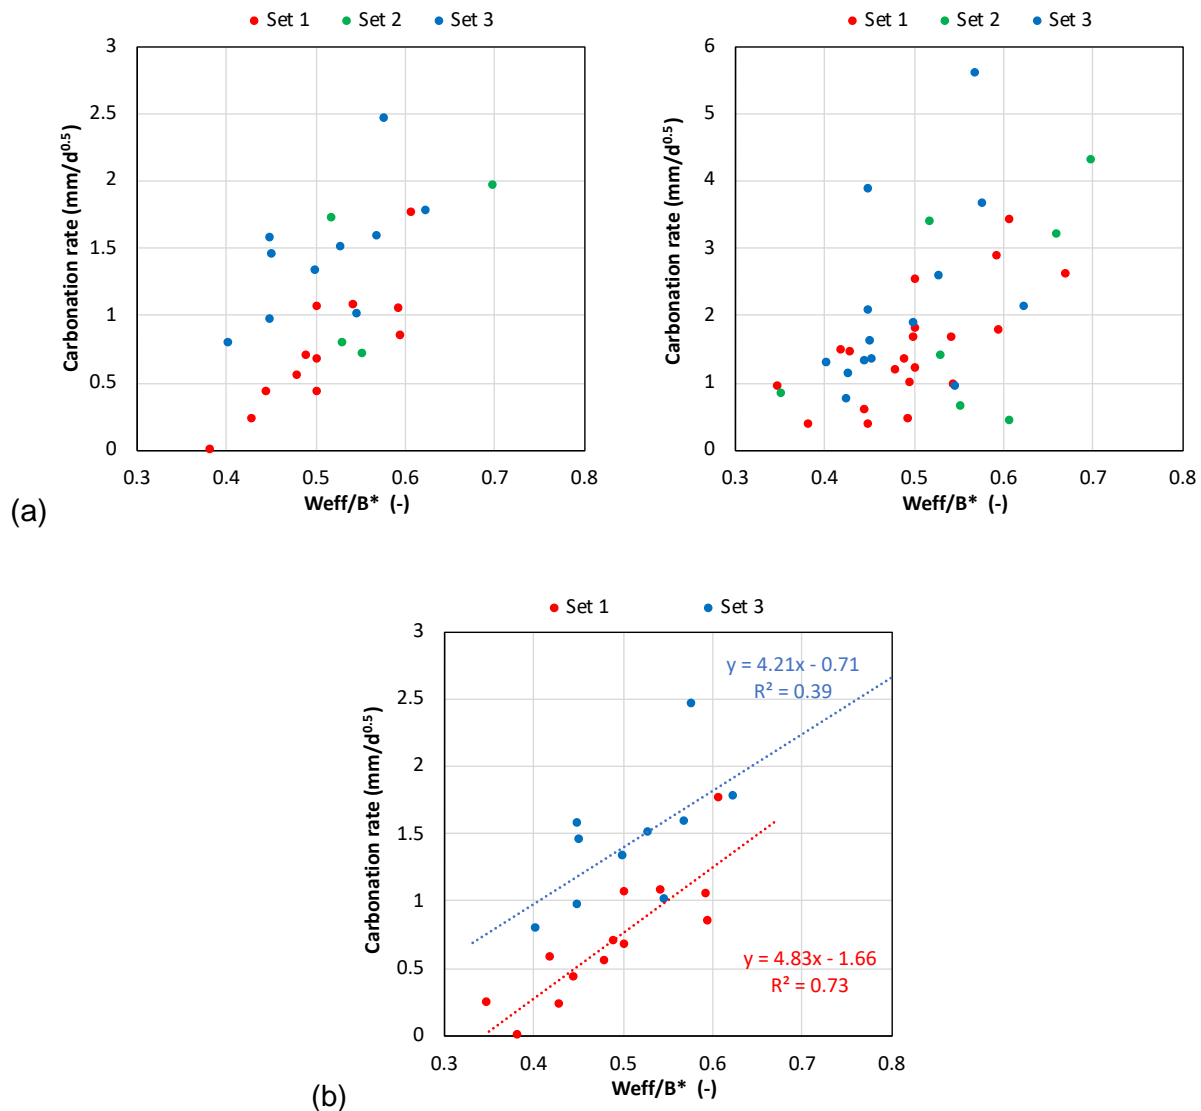 Set 1 Set 2 Set 3
3
2.5
2
1.5
1
0.5
0
0.3 0.4 0.5 0.6 0.7 0.8
Carbonation rate (mm/d^0.5)
Weff/B* (-)
Set 1 Set 2 Set 3
6
5
4
3
2
1
0
0.3 0.4 0.5 0.6 0.7 0.8
Carbonation rate (mm/d^0.5)
Weff/B* (-)
(a)
Set 1 Set 3
3
2.5
2
1.5
1
0.5
0
0.3 0.4 0.5 0.6 0.7 0.8
Carbonation rate (mm/d^0.5)
Weff/B* (-)
y = 4.21x - 0.71
R² = 0.39
y = 4.83x - 1.66
R² = 0.73
(b)